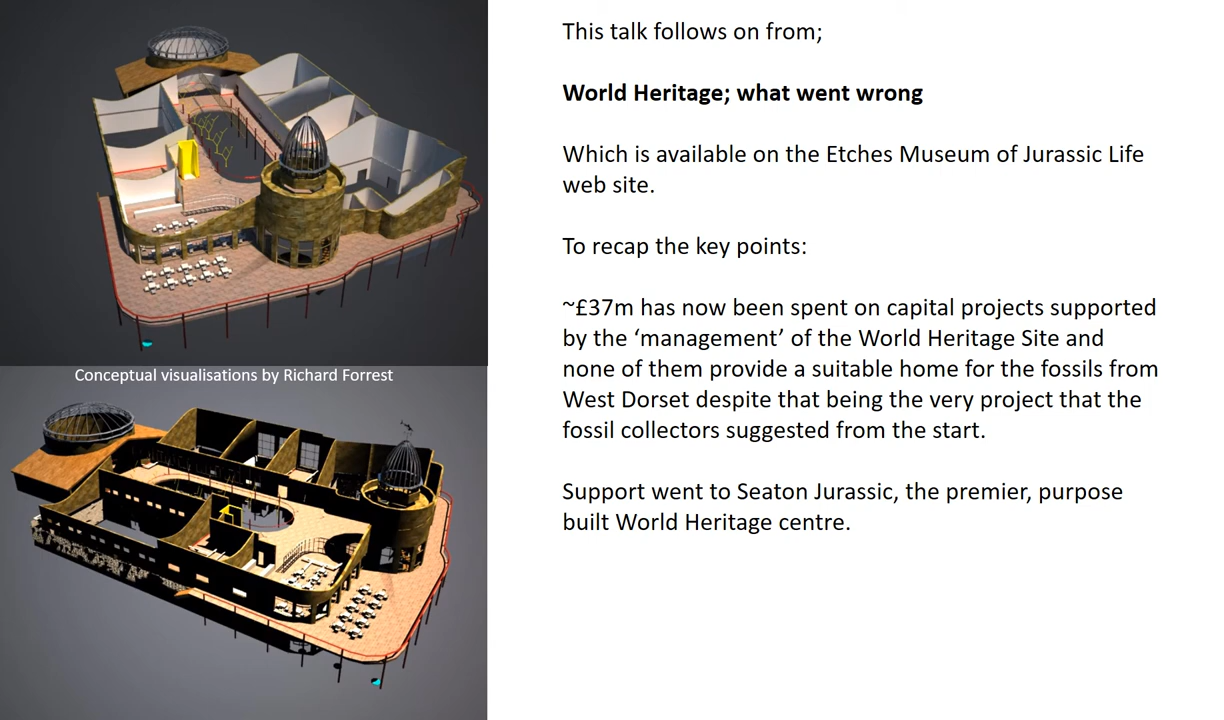 This talk follows on from;
World Heritage; what went wrong
Which is available on the Etches Museum of Jurassic Life
web site.
To recap the key points:
~£37m has now been spent on capital projects supported
by the ‘management’ of the World Heritage Site and
none of them provide a suitable home for the fossils from
West Dorset despite that being the very project that the
fossil collectors suggested from the start.
Support went to Seaton Jurassic, the premier, purpose
built World Heritage centre.
Conceptual visualisations by Richard Forrest